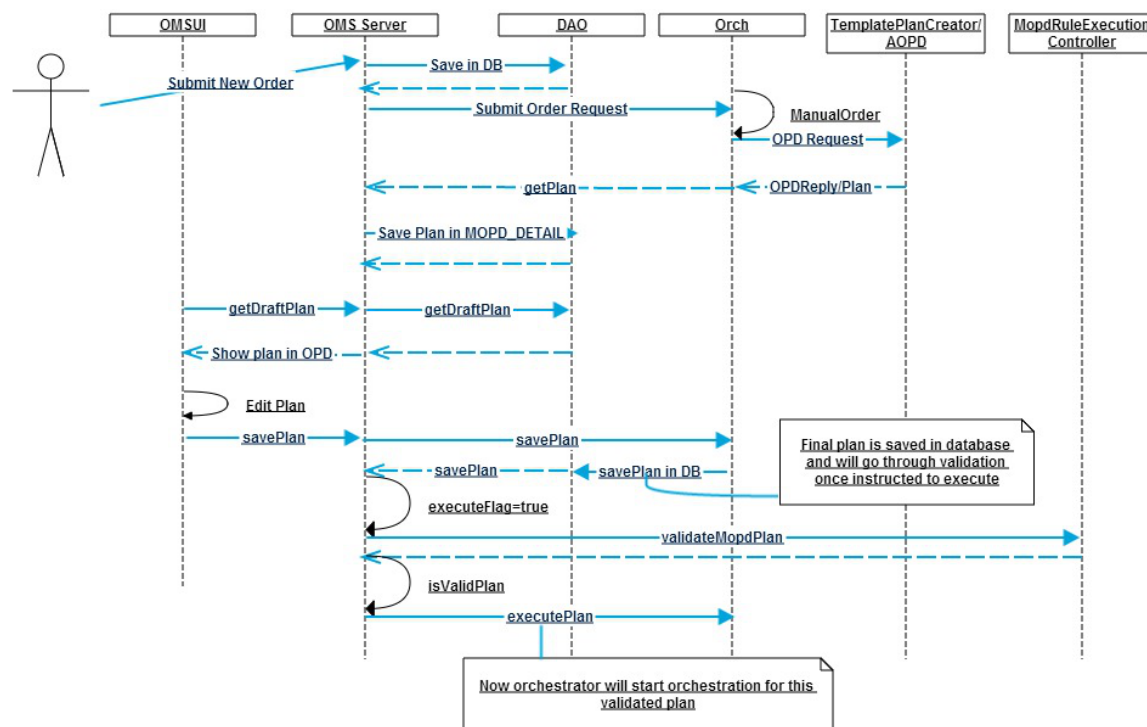 OMSUI
OMS Server
DAO
Orch
TemplatePlanCreator/
AOPD
MopdRuleExecution
Controller
Save in DB
Submit New Order
Submit Order Request
ManualOrder
OPD Request
getPlan
OPDReply/Plan
Save Plan in MOPD_DETAIL
getDraftPlan
getDraftPlan
Show plan in OPD
Edit Plan
savePlan
savePlan
Final plan is saved in database
and will go through validation
once instructed to execute
savePlan
savePlan in DB
executeFlag=true
validateMopdPlan
isValidPlan
executePlan
Now orchestrator will start orchestration for this
validated plan